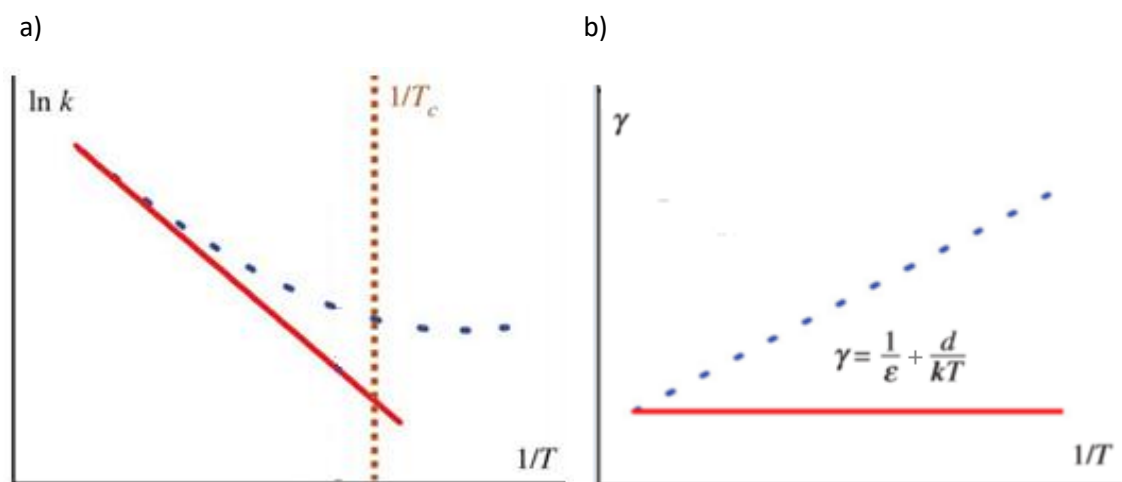 a)
ln k
1/T_c
1/T
b)
γ
γ = 1/ε + d/kT
1/T